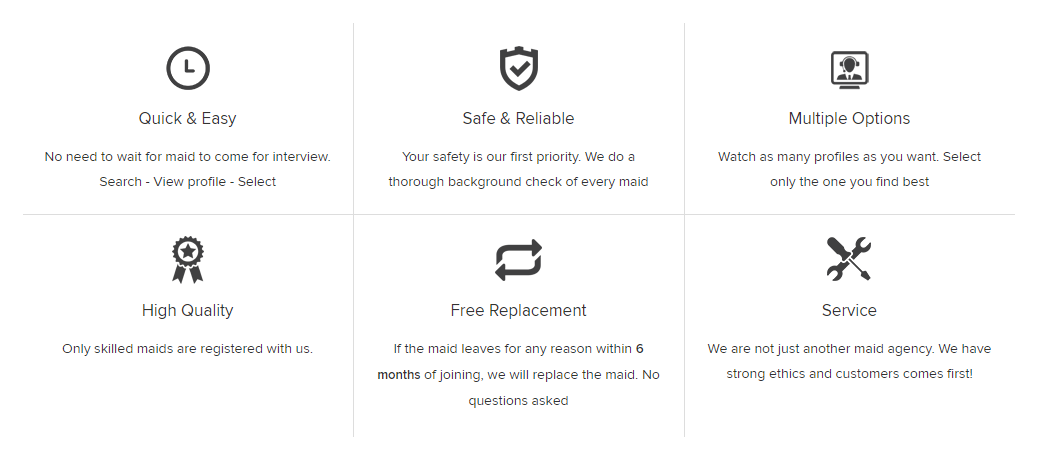 Quick & Easy
No need to wait for maid to come for interview.
Search - View profile - Select
Safe & Reliable
Your safety is our first priority. We do a
thorough background check of every maid
Multiple Options
Watch as many profiles as you want. Select
only the one you find best
High Quality
Only skilled maids are registered with us.
Free Replacement
If the maid leaves for any reason within 6
months of joining, we will replace the maid. No
questions asked
Service
We are not just another maid agency. We have
strong ethics and customers comes first!